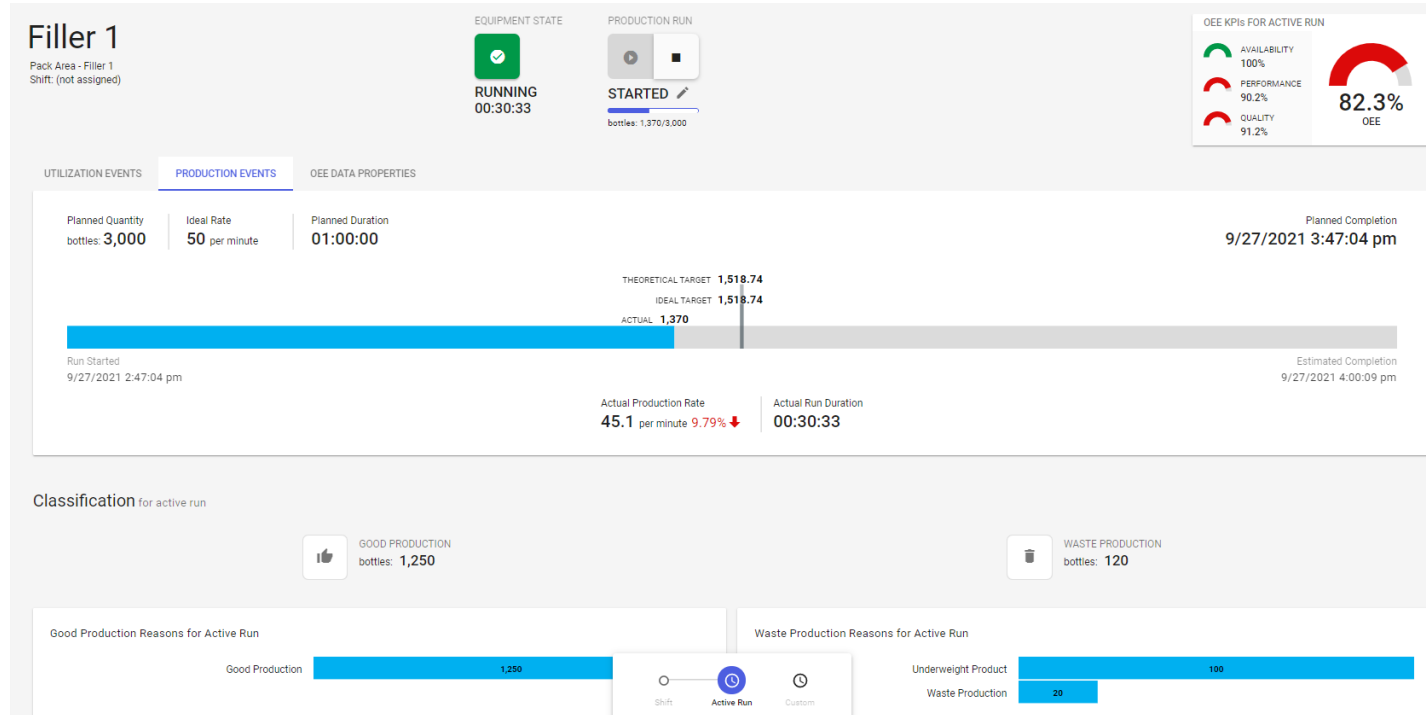 Filler 1
Pack Area - Filler 1
Shift: (not assigned)
EQUIPMENT STATE
RUNNING
00:30:33
PRODUCTION RUN
STARTED
bottles: 1,370/3,000
OEE KPIs FOR ACTIVE RUN
AVAILABILITY
100%
PERFORMANCE
90.2%
QUALITY
91.2%
82.3%
OEE
UTILIZATION EVENTS
PRODUCTION EVENTS
OEE DATA PROPERTIES
Planned Quantity
bottles: 3,000
Ideal Rate
50 per minute
Planned Duration
01:00:00
Planned Completion
9/27/2021 3:47:04 pm
THEORETICAL TARGET 1,518.74
IDEAL TARGET 1,518.74
ACTUAL 1,370
Run Started
9/27/2021 2:47:04 pm
Estimated Completion
9/27/2021 4:00:09 pm
Actual Production Rate
45.1 per minute 9.79%
Actual Run Duration
00:30:33
Classification for active run
GOOD PRODUCTION
bottles: 1,250
WASTE PRODUCTION
bottles: 120
Good Production Reasons for Active Run
Good Production 1,250
Waste Production Reasons for Active Run
Underweight Product 100
Waste Production 20
Shift
Active Run
Custom